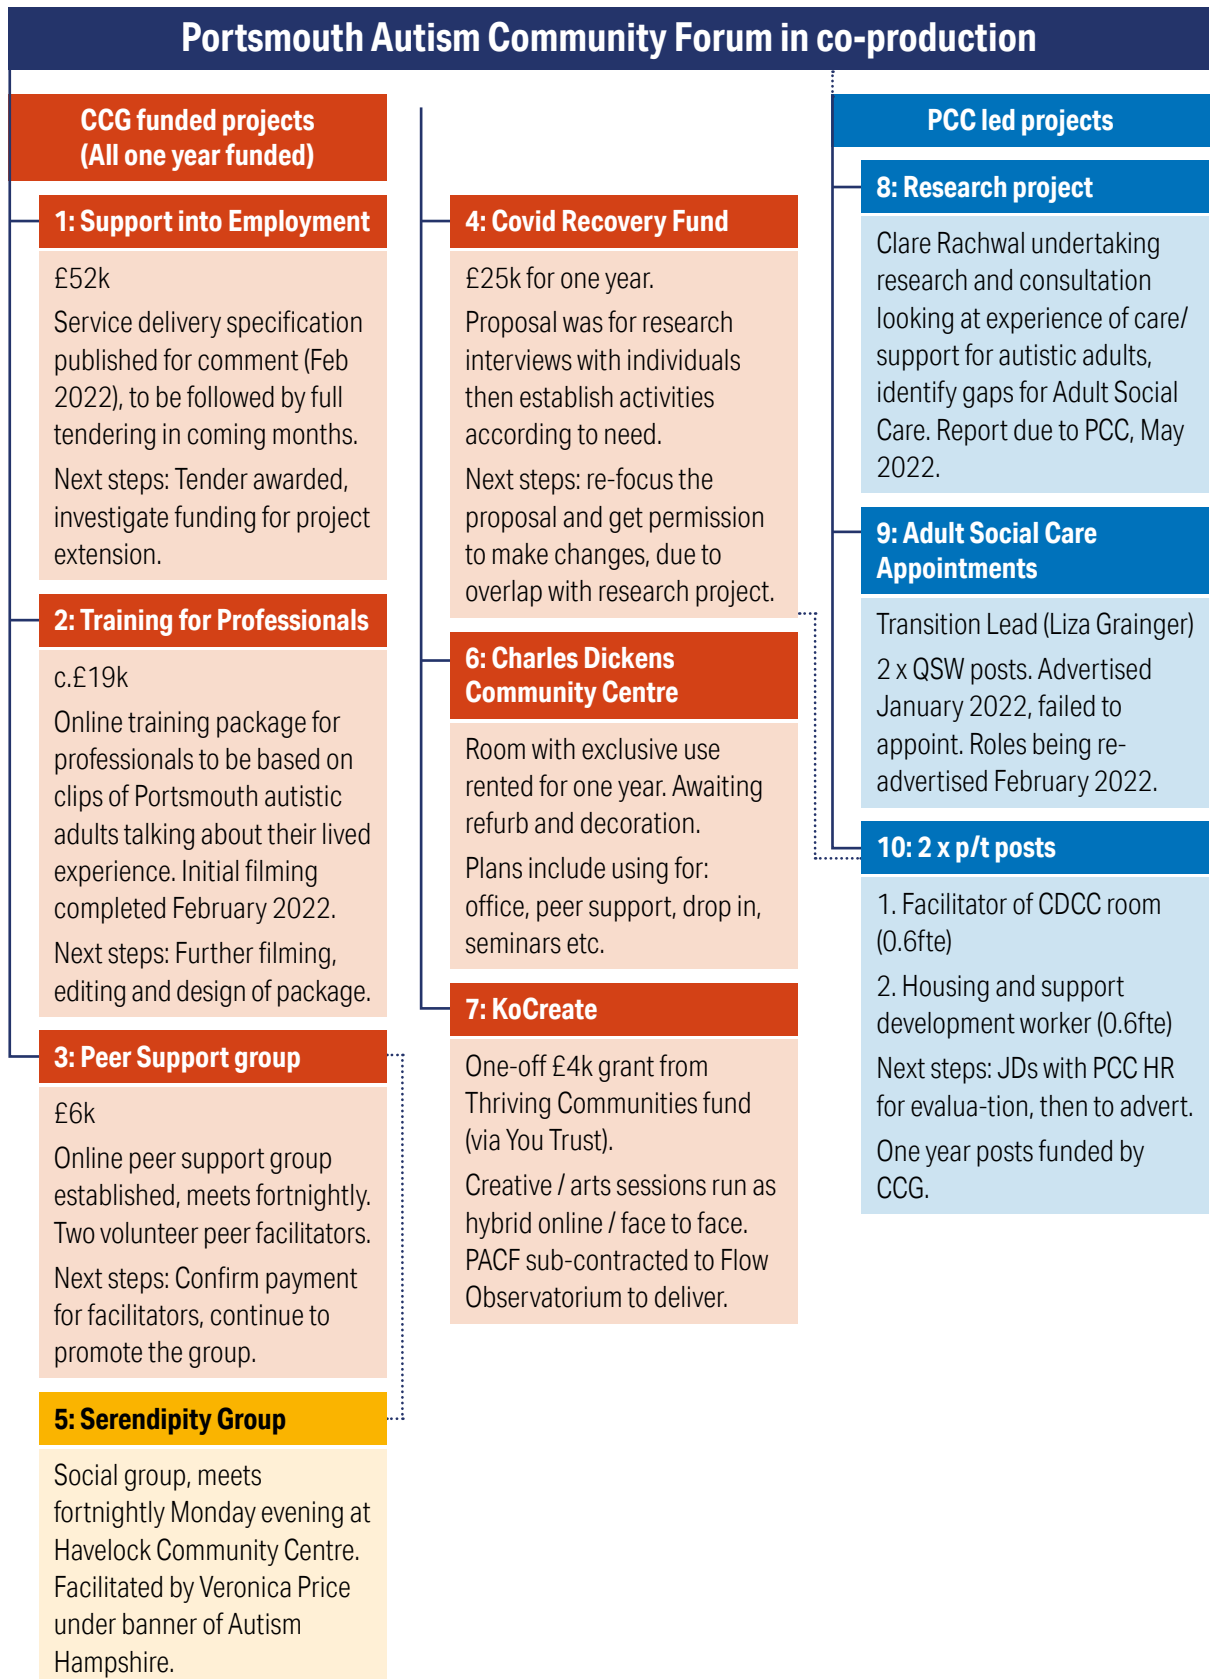 Portsmouth Autism Community Forum in co-production
CCG funded projects
(All one year funded)
1: Support into Employment
£52k
Service delivery specification
published for comment (Feb
2022), to be followed by full
tendering in coming months.
Next steps: Tender awarded,
investigate funding for project
extension.
2: Training for Professionals
c.£19k
Online training package for
professionals to be based on
clips of Portsmouth autistic
adults talking about their lived
experience. Initial filming
completed February 2022.
Next steps: Further filming,
editing and design of package.
3: Peer Support group
£6k
Online peer support group
established, meets fortnightly.
Two volunteer peer facilitators.
Next steps: Confirm payment
for facilitators, continue to
promote the group.
5: Serendipity Group
Social group, meets
fortnightly Monday evening at
Havelock Community Centre.
Facilitated by Veronica Price
under banner of Autism
Hampshire.
4: Covid Recovery Fund
£25k for one year.
Proposal was for research
interviews with individuals
then establish activities
according to need.
Next steps: re-focus the
proposal and get permission
to make changes, due to
overlap with research project.
6: Charles Dickens
Community Centre
Room with exclusive use
rented for one year. Awaiting
refurb and decoration.
Plans include using for:
office, peer support, drop in,
seminars etc.
7: KoCreate
One-off £4k grant from
Thriving Communities fund
(via You Trust).
Creative / arts sessions run as
hybrid online / face to face.
PACF sub-contracted to Flow
Observatorium to deliver.
PCC led projects
8: Research project
Clare Rachwal undertaking
research and consultation
looking at experience of care/
support for autistic adults,
identify gaps for Adult Social
Care. Report due to PCC, May
2022.
9: Adult Social Care
Appointments
Transition Lead (Liza Grainger)
2 x QSW posts. Advertised
January 2022, failed to
appoint. Roles being re-
advertised February 2022.
10: 2 x p/t posts
1. Facilitator of CDCC room
(0.6fte)
2. Housing and support
development worker (0.6fte)
Next steps: JDs with PCC HR
for evalua-tion, then to advert.
One year posts funded by
CCG.